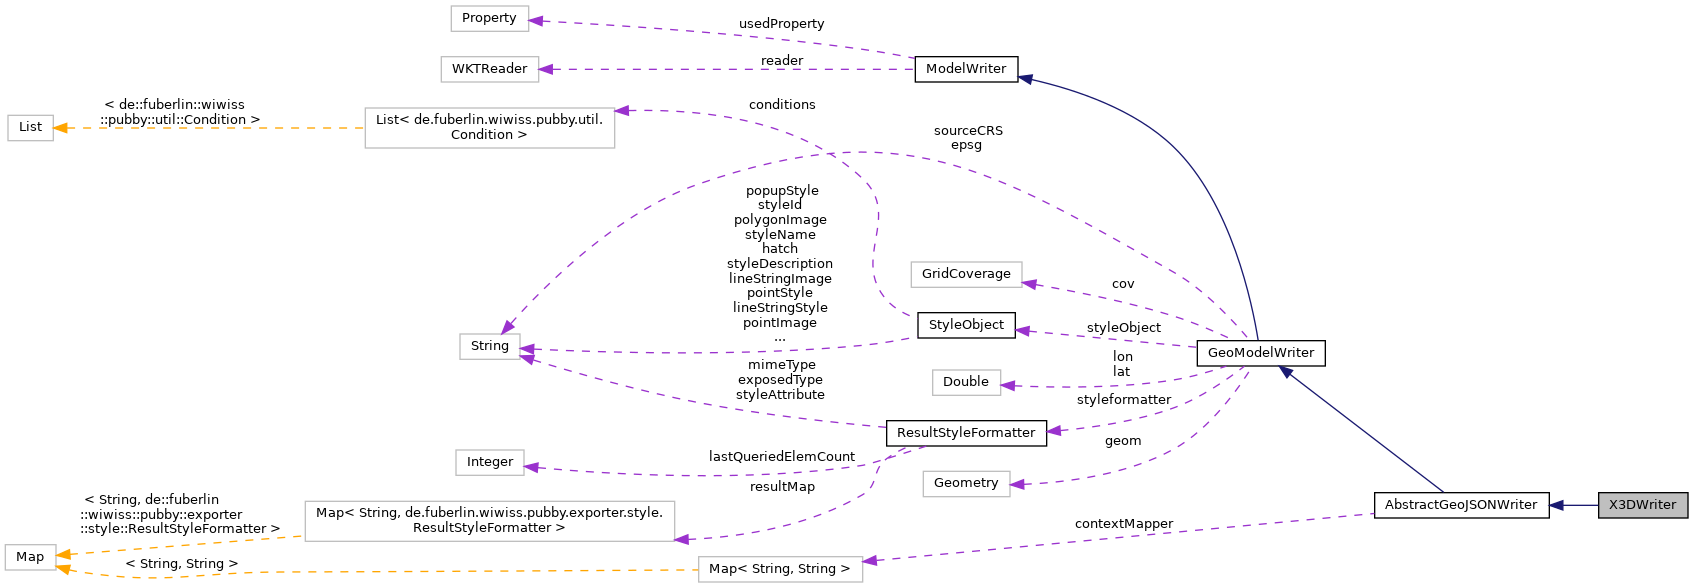 Property
usedProperty
WKTReader
reader
ModelWriter
< de::fuberlin::wiwiss
::pubby::util::Condition >
List
List< de.fuberlin.wiwiss.pubby.util.
Condition >
conditions
sourceCRS
epsg
popupStyle
styleId
polygonImage
styleName
hatch
styleDescription
lineStringImage
pointStyle
lineStringStyle
pointImage
...
String
GridCoverage
cov
StyleObject
styleObject
GeoModelWriter
Double
lon
lat
mimeType
exposedType
styleAttribute
styleformatter
ResultStyleFormatter
geom
Integer
lastQueriedElemCount
Geometry
resultMap
< String, de::fuberlin
::wiwiss::pubby::exporter
::style::ResultStyleFormatter >
Map< String, de.fuberlin.wiwiss.pubby.exporter.style.
ResultStyleFormatter >
AbstractGeoJSONWriter
X3DWriter
contextMapper
Map
< String, String >
Map< String, String >